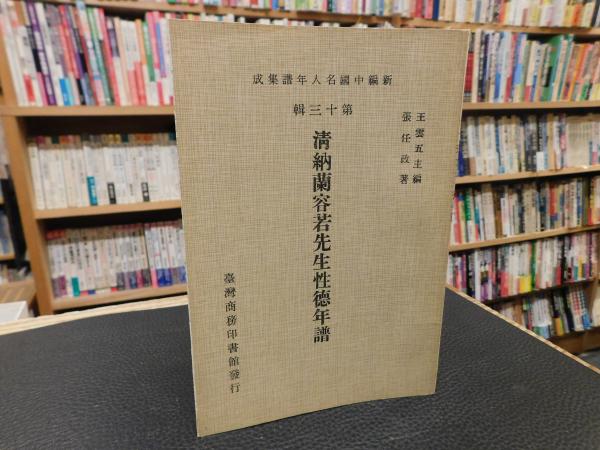 新編中國名人年譜集成
第十三輯
王雲五主編
張任政著
清納蘭容若先生性德年譜
臺灣商務印書館發行